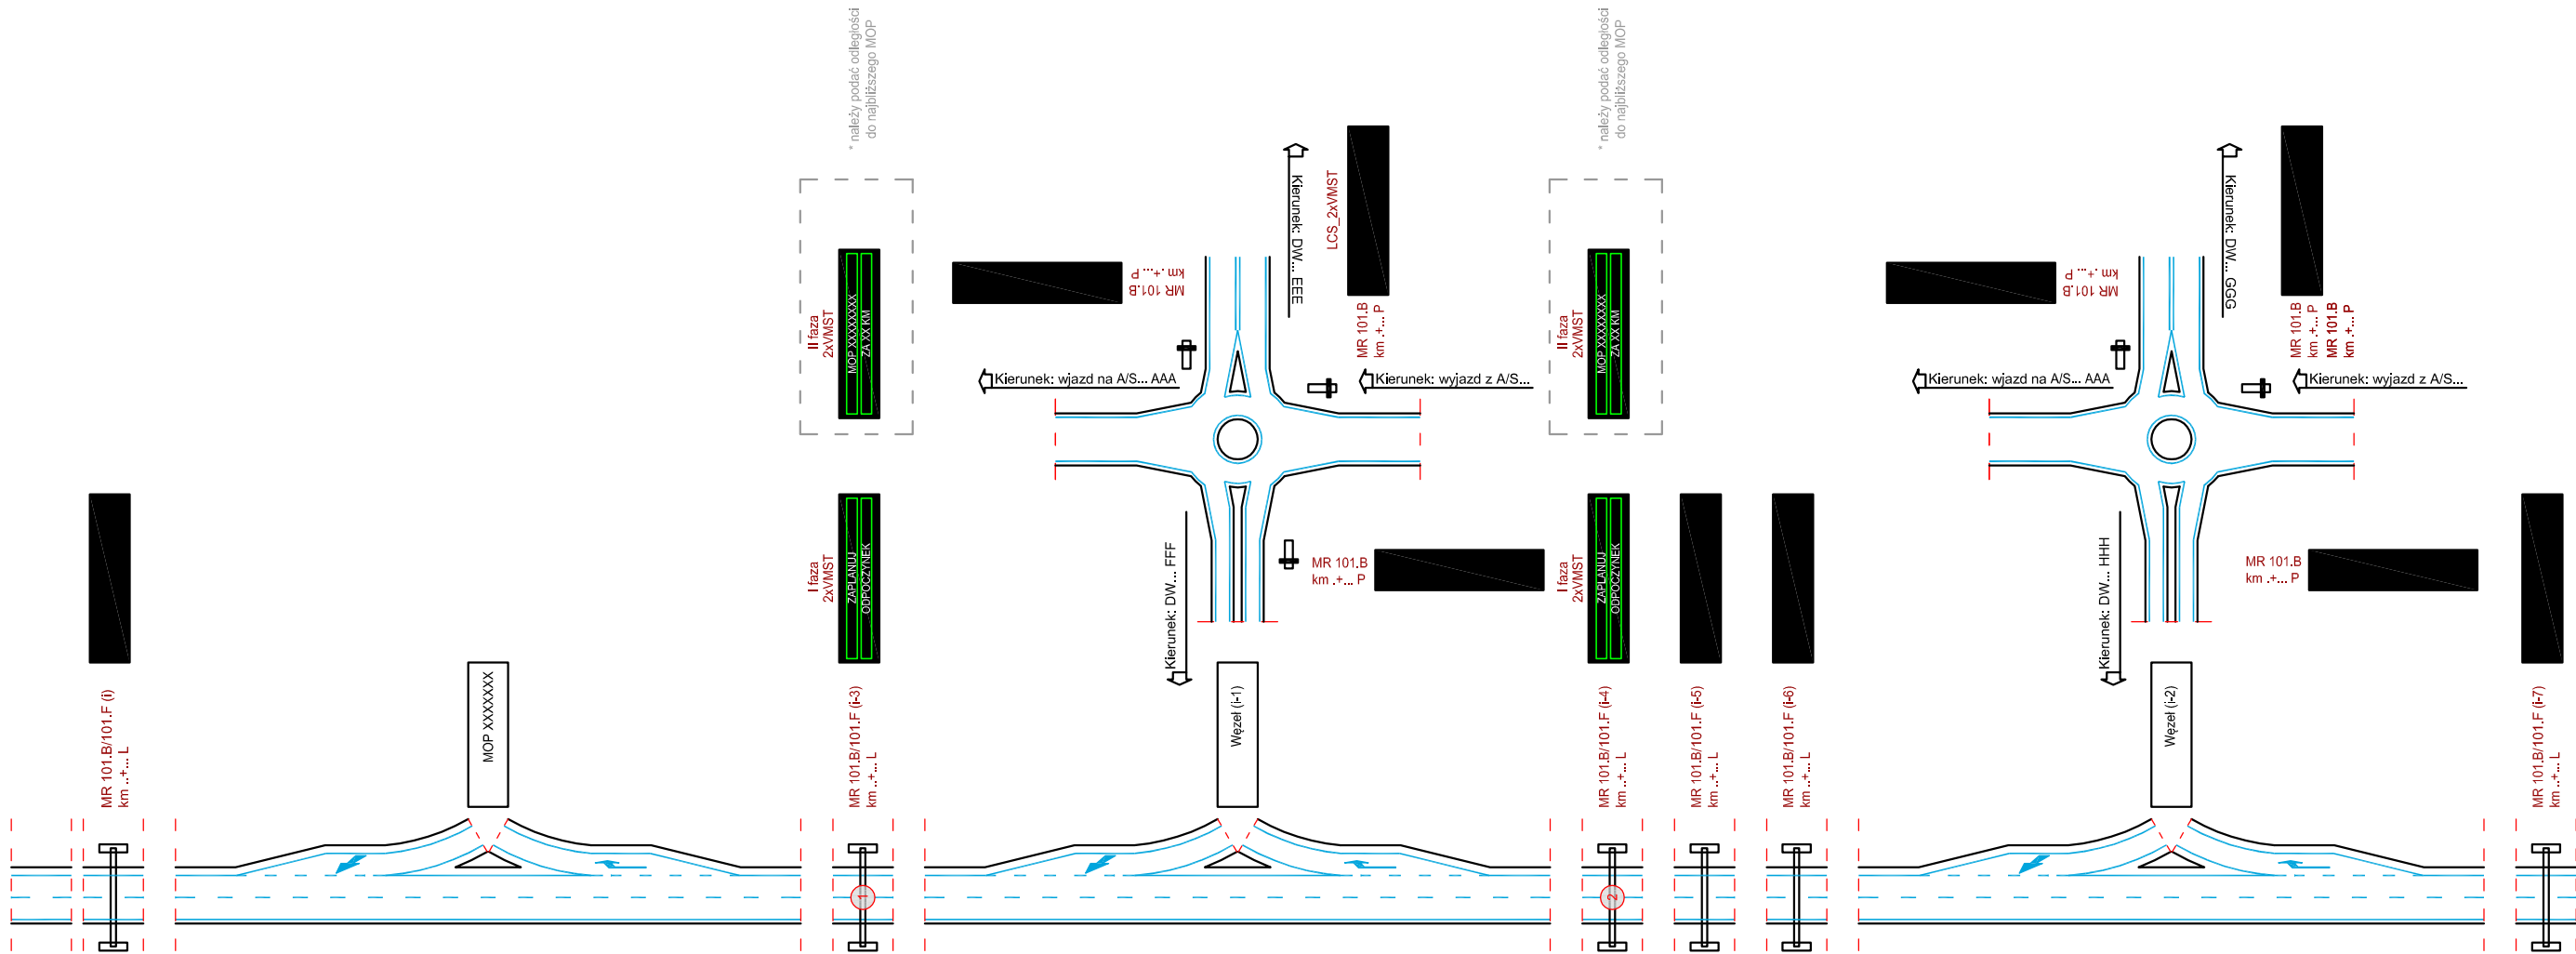 * należy podać odległości
do najbliższego MOP
II faza
2xVMST
MOP XXXXXXXX
ZA XX KM
I faza
2xVMST
ZAPLANUJ
ODPOCZYNEK
MR 101.B/101.F (i)
km ..+... L
MOP XXXXXXXX
MR 101.B/101.F (i-3)
km ..+... L
1
MR 101.B
km .+... P
Kierunek: DW... EEE
LCS_2xVMST
MR 101.B
km .+... P
Kierunek: wjazd na A/S... AAA
Kierunek: wyjazd z A/S...
Kierunek: DW... FFF
MR 101.B
km .+... P
Węzeł (i-1)
* należy podać odległości
do najbliższego MOP
II faza
2xVMST
MOP XXXXXXXX
ZA XX KM
I faza
2xVMST
ZAPLANUJ
ODPOCZYNEK
MR 101.B/101.F (i-4)
km ..+... L
2
MR 101.B/101.F (i-5)
km ..+... L
MR 101.B/101.F (i-6)
km ..+... L
MR 101.B
km .+... P
Kierunek: DW... GGG
MR 101.B
km .+... P
MR 101.B
km .+... P
Kierunek: wjazd na A/S... AAA
Kierunek: wyjazd z A/S...
Kierunek: DW... HHH
MR 101.B
km .+... P
Węzeł (i-2)
MR 101.B/101.F (i-7)
km ..+... L